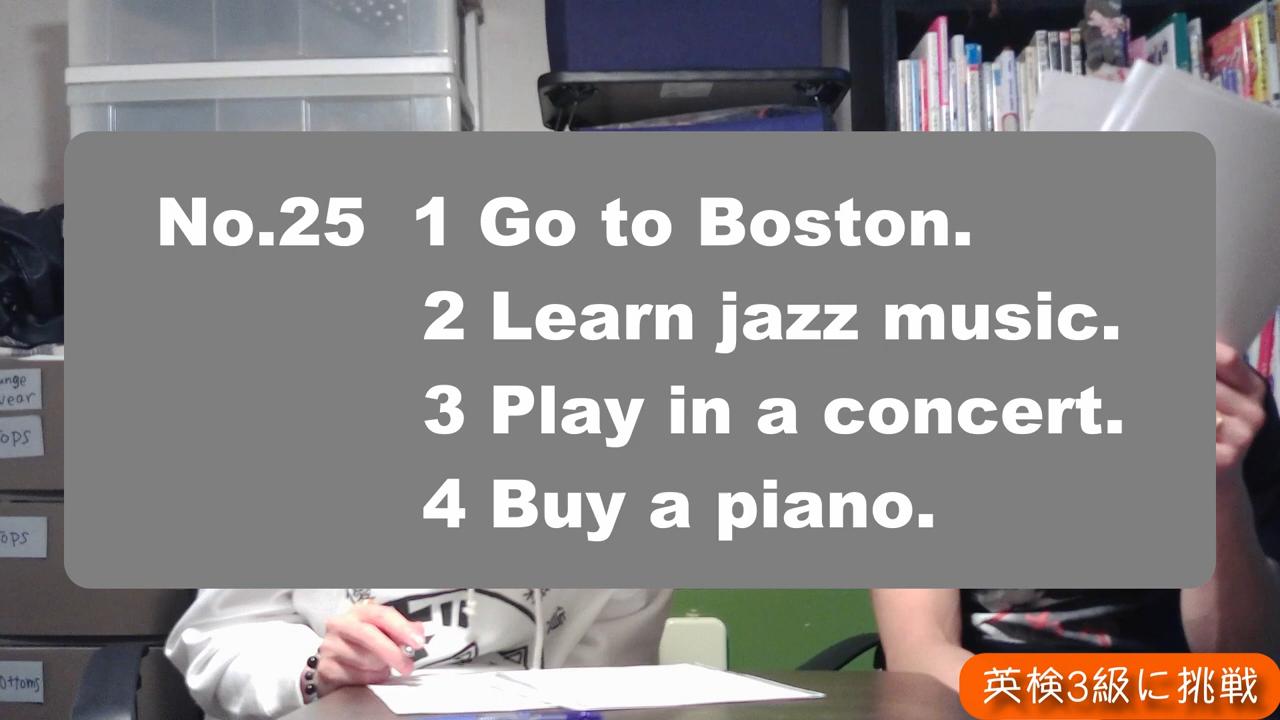 No.25 1 Go to Boston.
2 Learn jazz music.
3 Play in a concert.
4 Buy a piano.
英検3級に挑戦